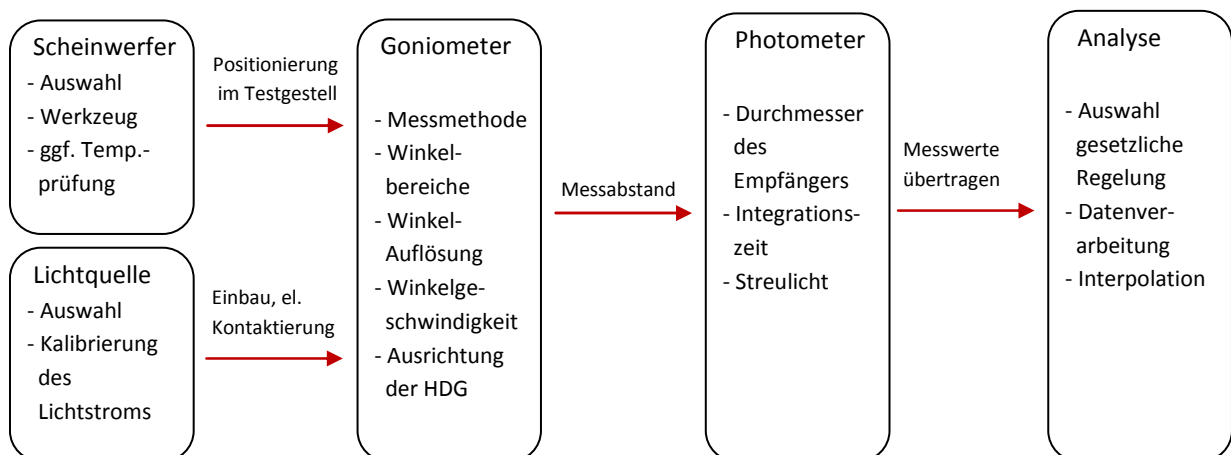 Scheinwerfer
- Auswahl
- Werkzeug
- ggf. Temp.-
prüfung
Lichtquelle
- Auswahl
- Kalibrierung
des
Lichtstroms
Positionierung
im Testgestell
Einbau, el.
Kontaktierung
Goniometer
- Messmethode
- Winkel-
bereiche
- Winkel-
Auflösung
- Winkelge-
schwindigkeit
- Ausrichtung
der HDG
Messabstand
Photometer
- Durchmesser
des
Empfängers
- Integrations-
zeit
- Streulicht
Messwerte
übertragen
Analyse
- Auswahl
gesetzliche
Regelung
- Datenver-
arbeitung
- Interpolation